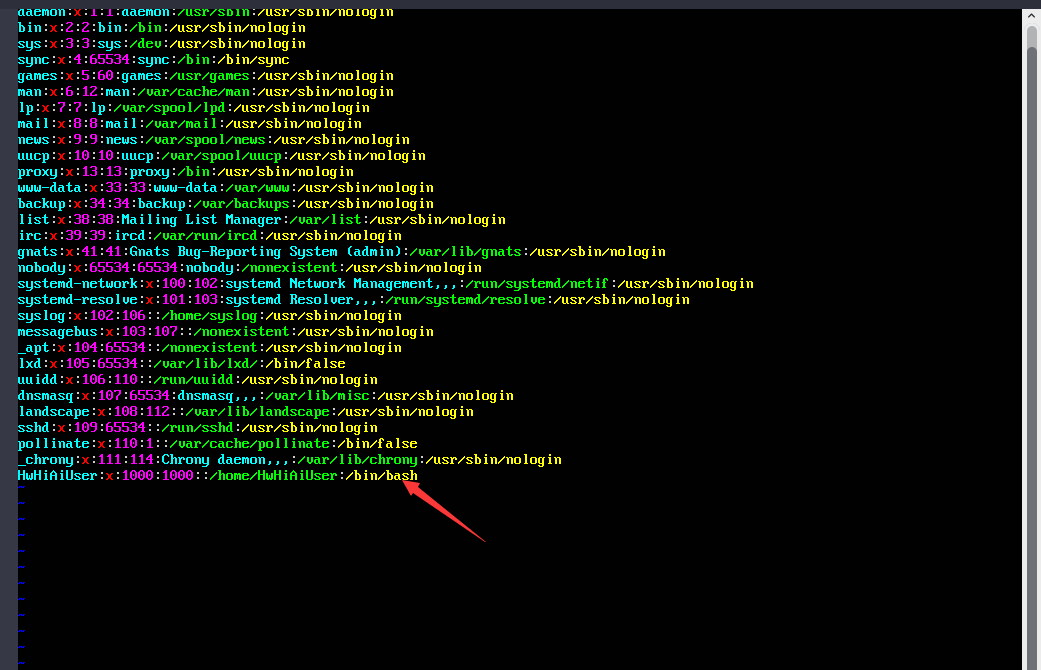 daemon:x:1:1:daemon:/usr/sbin:/usr/sbin/nologin
bin:x:2:2:bin:/bin:/usr/sbin/nologin
sys:x:3:3:sys:/dev:/usr/sbin/nologin
sync:x:4:65534:sync:/bin:/bin/sync
games:x:5:60:games:/usr/games:/usr/sbin/nologin
man:x:6:12:man:/var/cache/man:/usr/sbin/nologin
lp:x:7:7:lp:/var/spool/lpd:/usr/sbin/nologin
mail:x:8:8:mail:/var/mail:/usr/sbin/nologin
news:x:9:9:news:/var/spool/news:/usr/sbin/nologin
uucp:x:10:10:uucp:/var/spool/uucp:/usr/sbin/nologin
proxy:x:13:13:proxy:/bin:/usr/sbin/nologin
www-data:x:33:33:www-data:/var/www:/usr/sbin/nologin
backup:x:34:34:backup:/var/backups:/usr/sbin/nologin
list:x:38:38:Mailing List Manager:/var/list:/usr/sbin/nologin
irc:x:39:39:ircd:/var/run/ircd:/usr/sbin/nologin
gnats:x:41:41:Gnats Bug-Reporting System (admin):/var/lib/gnats:/usr/sbin/nologin
nobody:x:65534:65534:nobody:/nonexistent:/usr/sbin/nologin
systemd-network:x:100:102:systemd Network Management,,,:/run/systemd/netif:/usr/sbin/nologin
systemd-resolve:x:101:103:systemd Resolver,,,:/run/systemd/resolve:/usr/sbin/nologin
syslog:x:102:106::/home/syslog:/usr/sbin/nologin
messagebus:x:103:107::/nonexistent:/usr/sbin/nologin
_apt:x:104:65534::/nonexistent:/usr/sbin/nologin
lxd:x:105:65534::/var/lib/lxd/:/bin/false
uuidd:x:106:110::/run/uuidd:/usr/sbin/nologin
dnsmasq:x:107:65534:dnsmasq,,,:/var/lib/misc:/usr/sbin/nologin
landscape:x:108:112::/var/lib/landscape:/usr/sbin/nologin
sshd:x:109:65534::/run/sshd:/usr/sbin/nologin
pollinate:x:110:1::/var/cache/pollinate:/bin/false
_chrony:x:111:114:Chrony daemon,,,:/var/lib/chrony:/usr/sbin/nologin
HwHiAiUser:x:1000:1000::/home/HwHiAiUser:/bin/bash
~
~
~
~
~
~
~
~
~
~
~
~